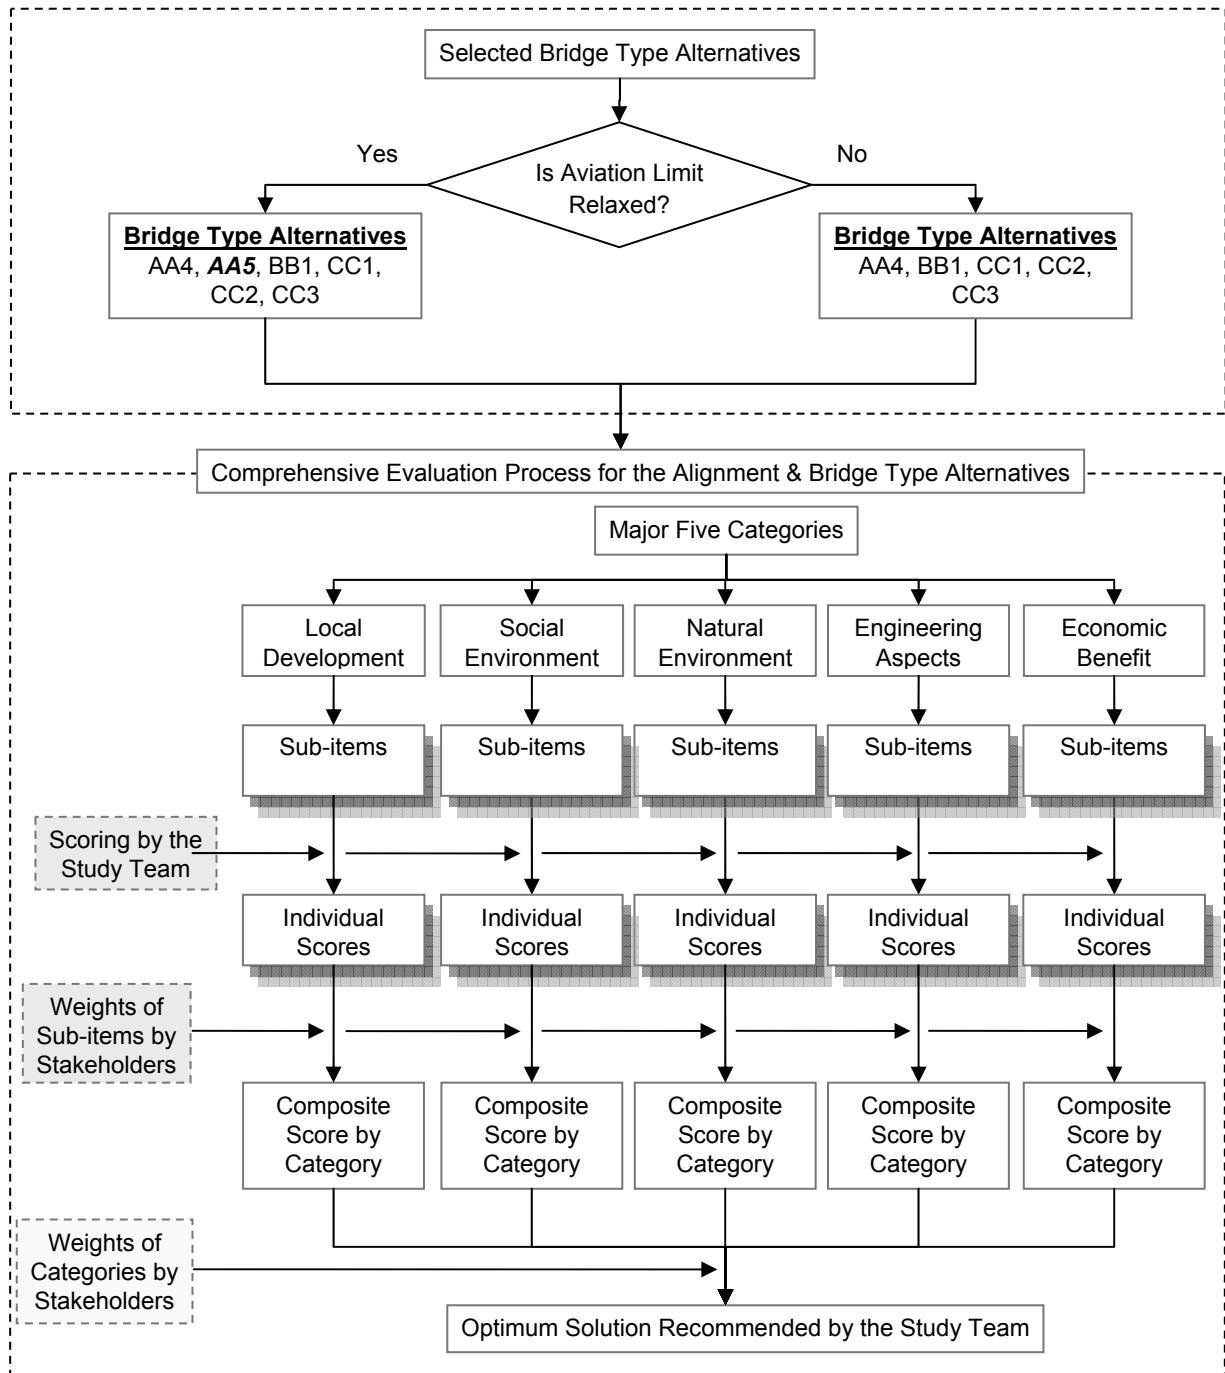 Selected Bridge Type Alternatives
Yes
No
Is Aviation Limit
Relaxed?
Bridge Type Alternatives
AA4, AA5, BB1, CC1,
CC2, CC3
Bridge Type Alternatives
AA4, BB1, CC1, CC2,
CC3
Comprehensive Evaluation Process for the Alignment & Bridge Type Alternatives
Major Five Categories
Local
Development
Social
Environment
Natural
Environment
Engineering
Aspects
Economic
Benefit
Sub-items
Sub-items
Sub-items
Sub-items
Sub-items
Scoring by the
Study Team
Individual
Scores
Individual
Scores
Individual
Scores
Individual
Scores
Individual
Scores
Weights of
Sub-items by
Stakeholders
Composite
Score by
Category
Composite
Score by
Category
Composite
Score by
Category
Composite
Score by
Category
Composite
Score by
Category
Weights of
Categories by
Stakeholders
Optimum Solution Recommended by the Study Team